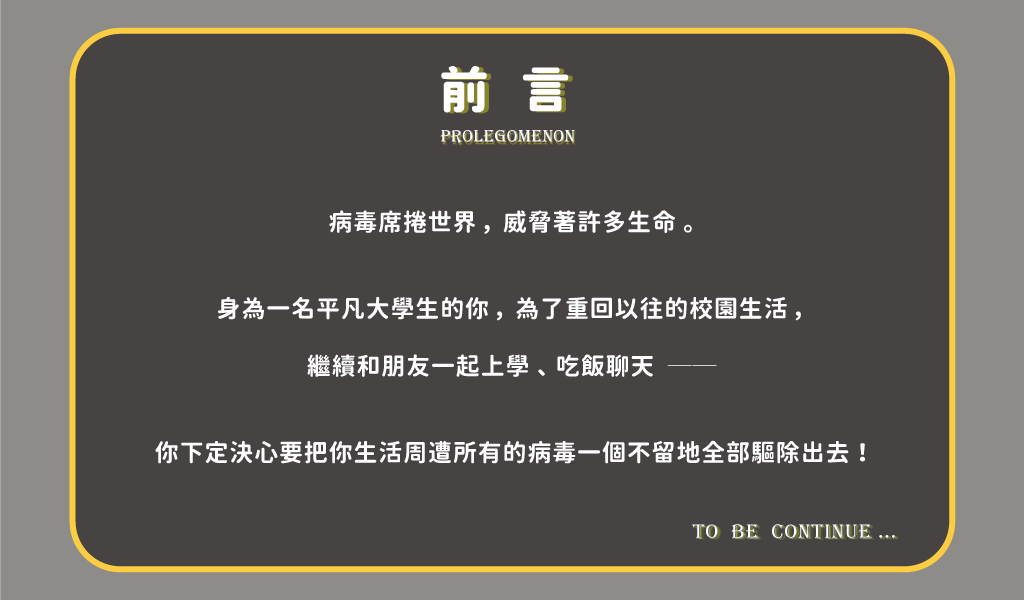 前言
PROLEGOMENON
病毒席捲世界，威脅著許多生命。
身為一名平凡大學生的你，為了重回以往的校園生活，
繼續和朋友一起上學、吃飯聊天 ——
你下定決心要把你生活周遭所有的病毒一個不留地全部驅除出去！
TO BE CONTINUE ...